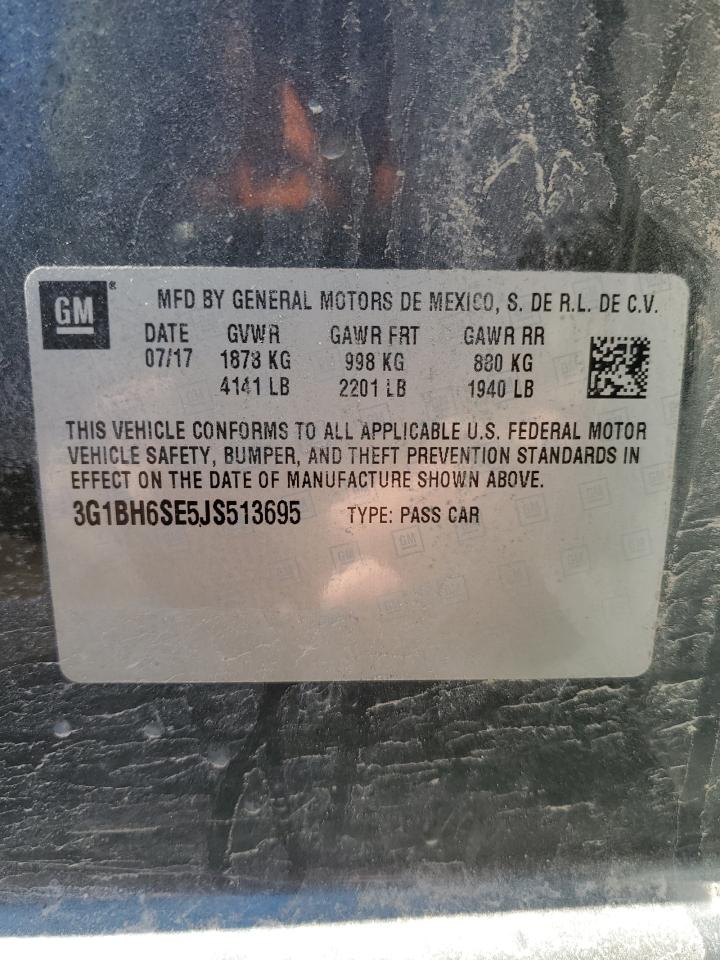 GM®
MFD BY GENERAL MOTORS DE MEXICO, S. DE R.L. DE C.V.
DATE GVWR GAWR FRT GAWR RR
07/17 1878 KG 998 KG 880 KG
4141 LB 2201 LB 1940 LB
THIS VEHICLE CONFORMS TO ALL APPLICABLE U.S. FEDERAL MOTOR
VEHICLE SAFETY, BUMPER, AND THEFT PREVENTION STANDARDS IN
EFFECT ON THE DATE OF MANUFACTURE SHOWN ABOVE.
3G1BH6SE5JS513695 TYPE: PASS CAR